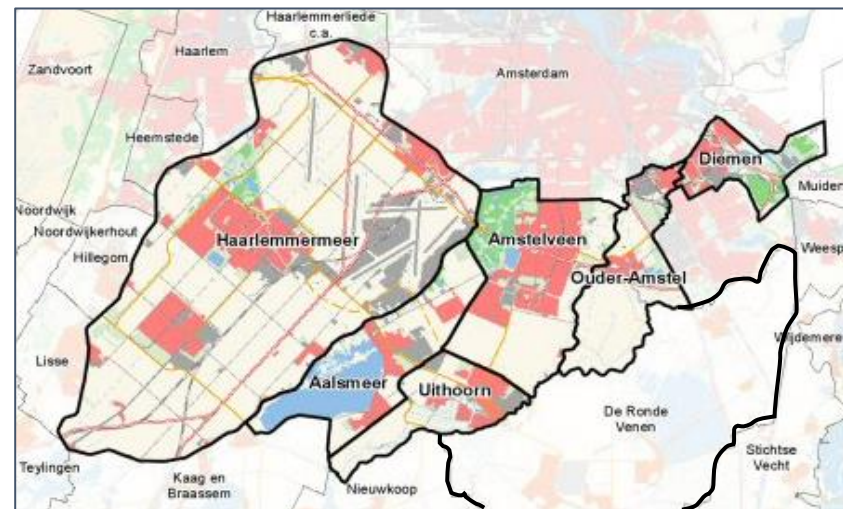 Haarlemmerliede
c.a.
Haarlem
Zandvoort
Amsterdam
Heemstede
Diemen
Muiden
Noordwijk
Noordwijkerhout
Hillegom
Haarlemmermeer
Amstelveen
Weesp
Ouder-Amstel
Wijdemeren
Lisse
Aalsmeer
Uithoorn
De Ronde
Venen
Stichtse
Vecht
Teylingen
Kaag en
Braassem
Nieuwkoop